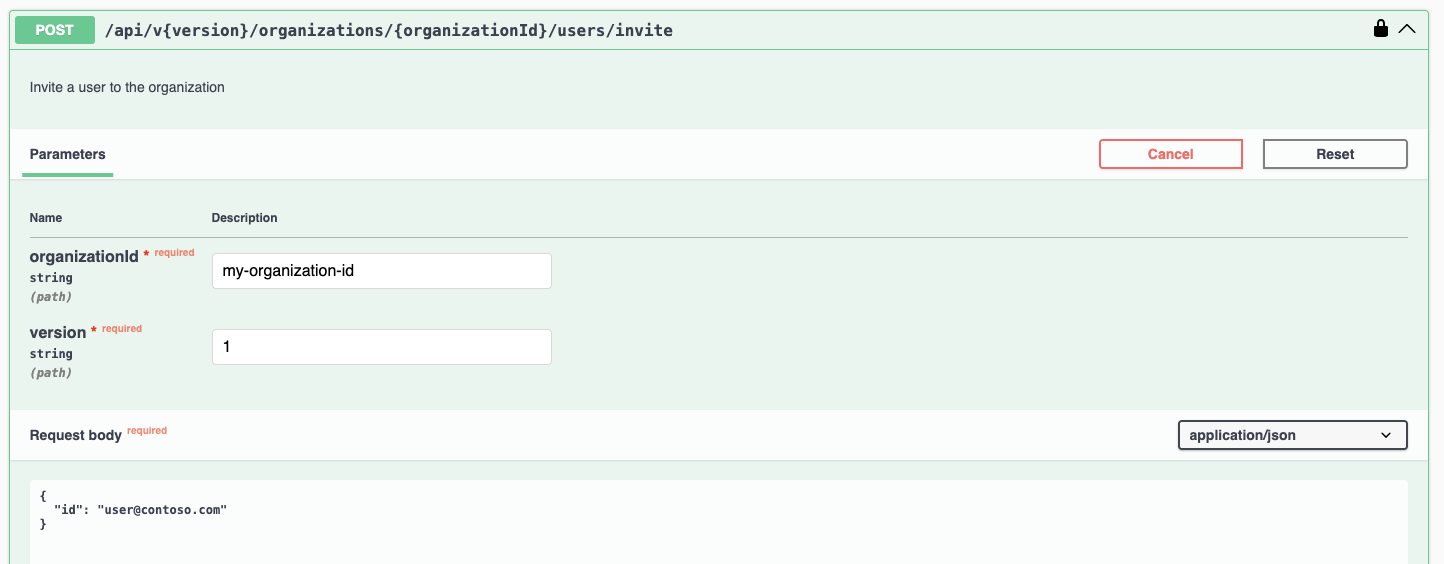 POST /api/v{version}/organizations/{organizationId}/users/invite
Invite a user to the organization
Parameters Cancel Reset
Name Description
organizationId * required
string
(path)
my-organization-id
version * required
string
(path)
1
Request body required application/json
{
  "id": "user@contoso.com"
}